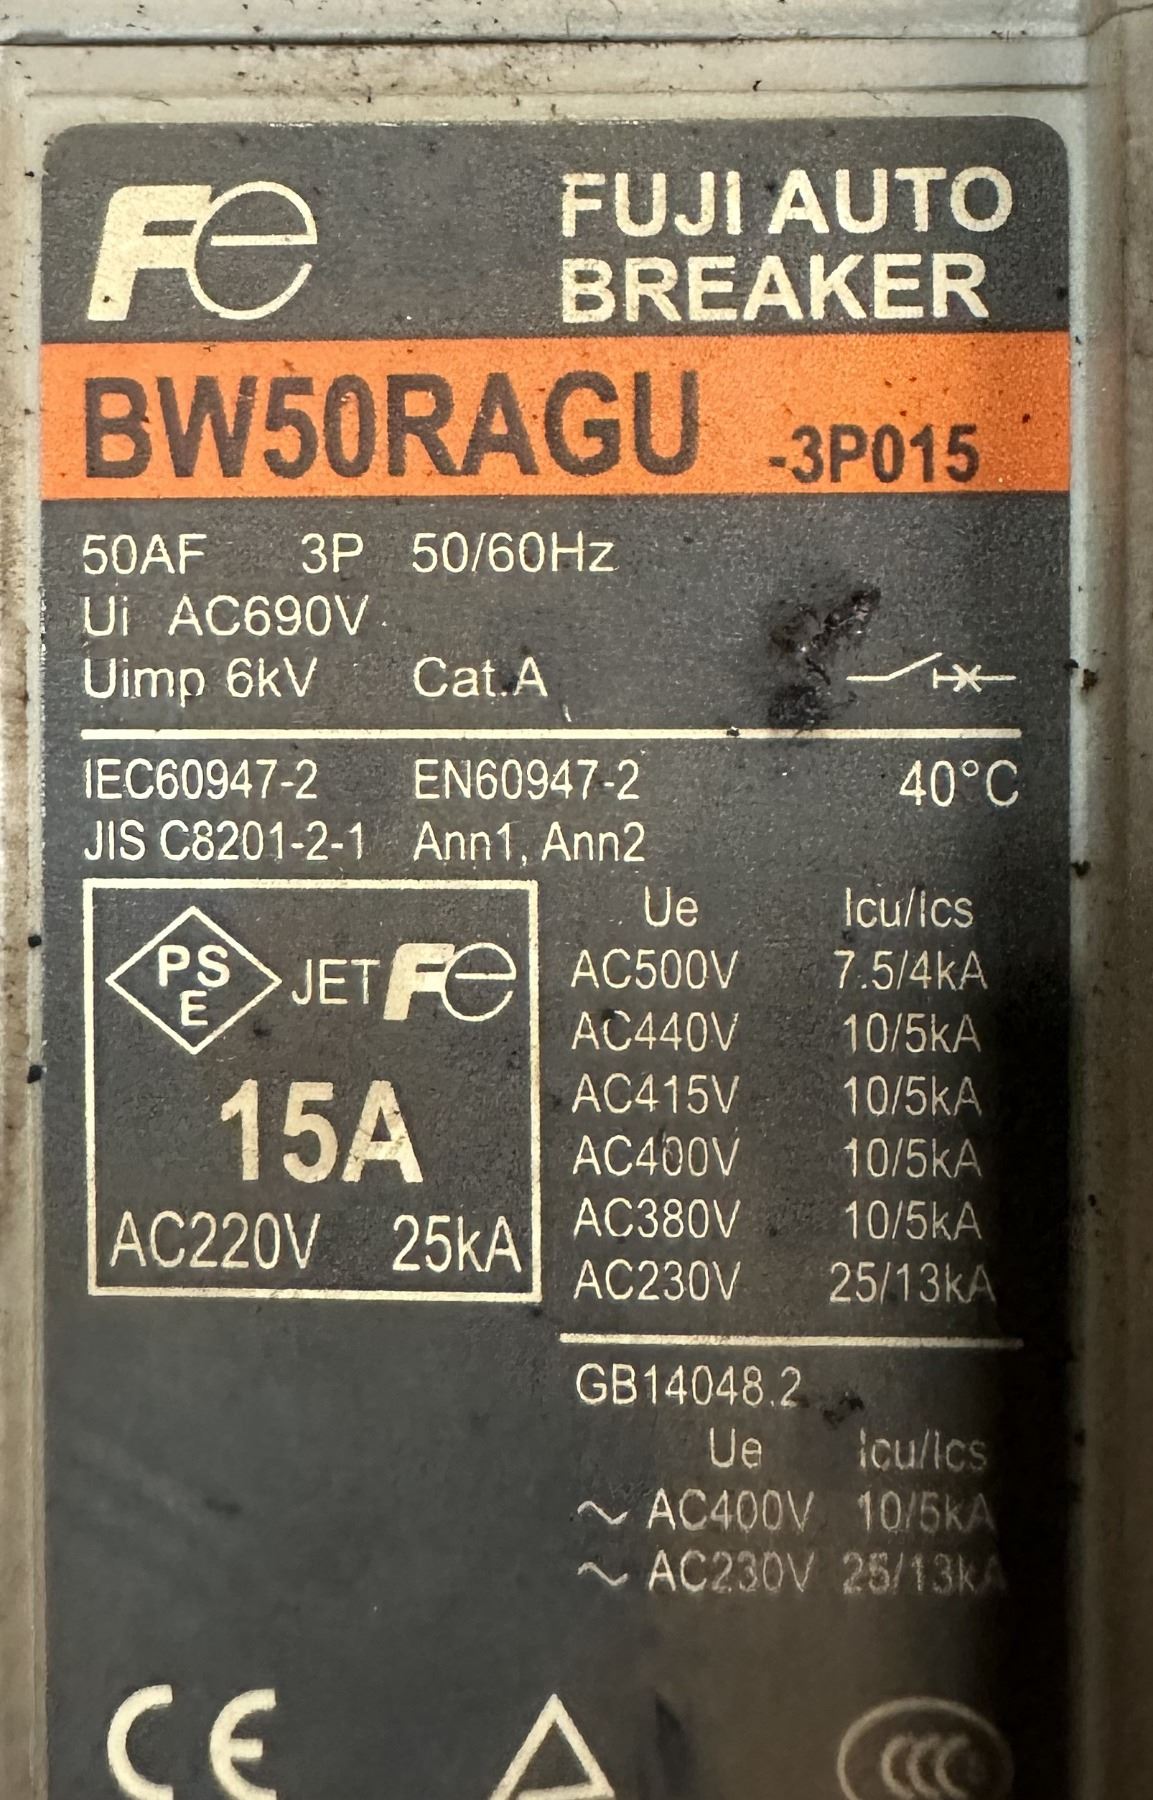 Fe FUJI AUTO
BREAKER
BW50RAGU -3P015
50AF 3P 50/60Hz
Ui AC690V
Uimp 6kV Cat.A
IEC60947-2 EN60947-2 40°C
JIS C8201-2-1 Ann1, Ann2
PS
E
JET Fe
15A
AC220V 25kA
Ue Icu/Ics
AC500V 7.5/4kA
AC440V 10/5kA
AC415V 10/5kA
AC400V 10/5kA
AC380V 10/5kA
AC230V 25/13kA
GB14048.2
Ue Icu/Ics
~ AC400V 10/5kA
~ AC230V 25/13kA
CE CCC